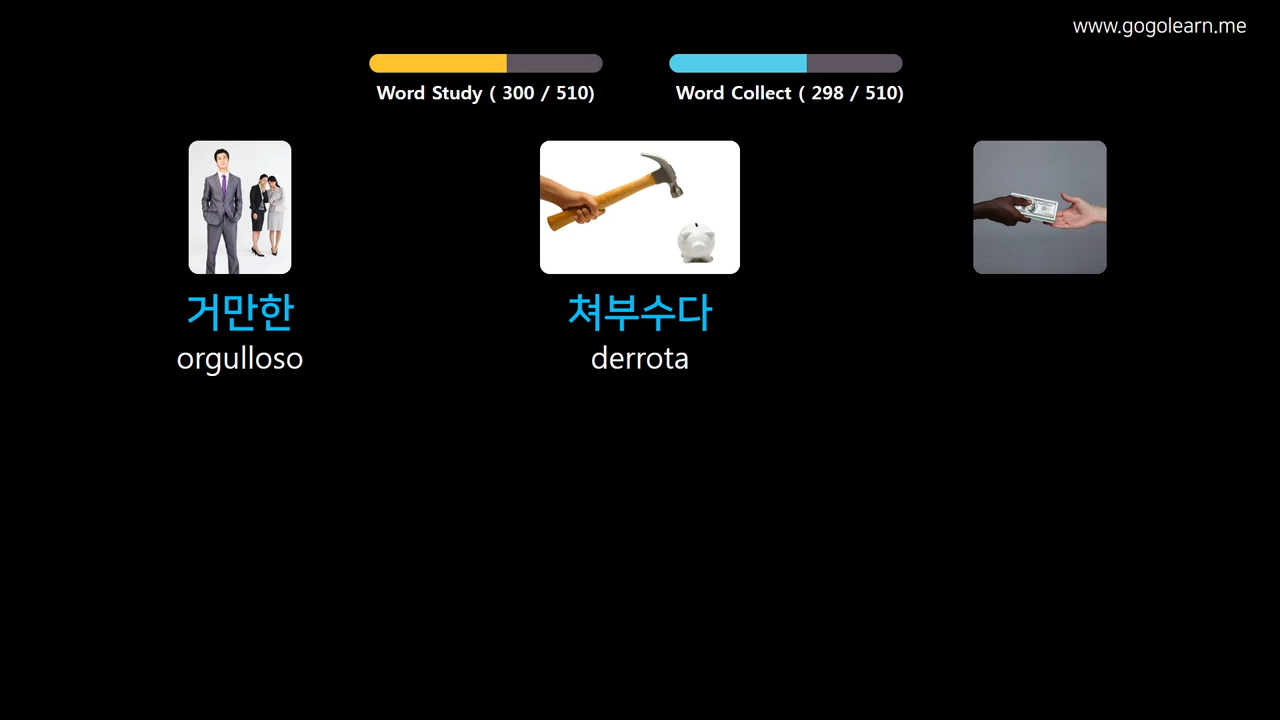 www.gogolearn.me
Word Study ( 300 / 510)
Word Collect ( 298 / 510)
거만한
orgulloso
쳐부수다
derrota